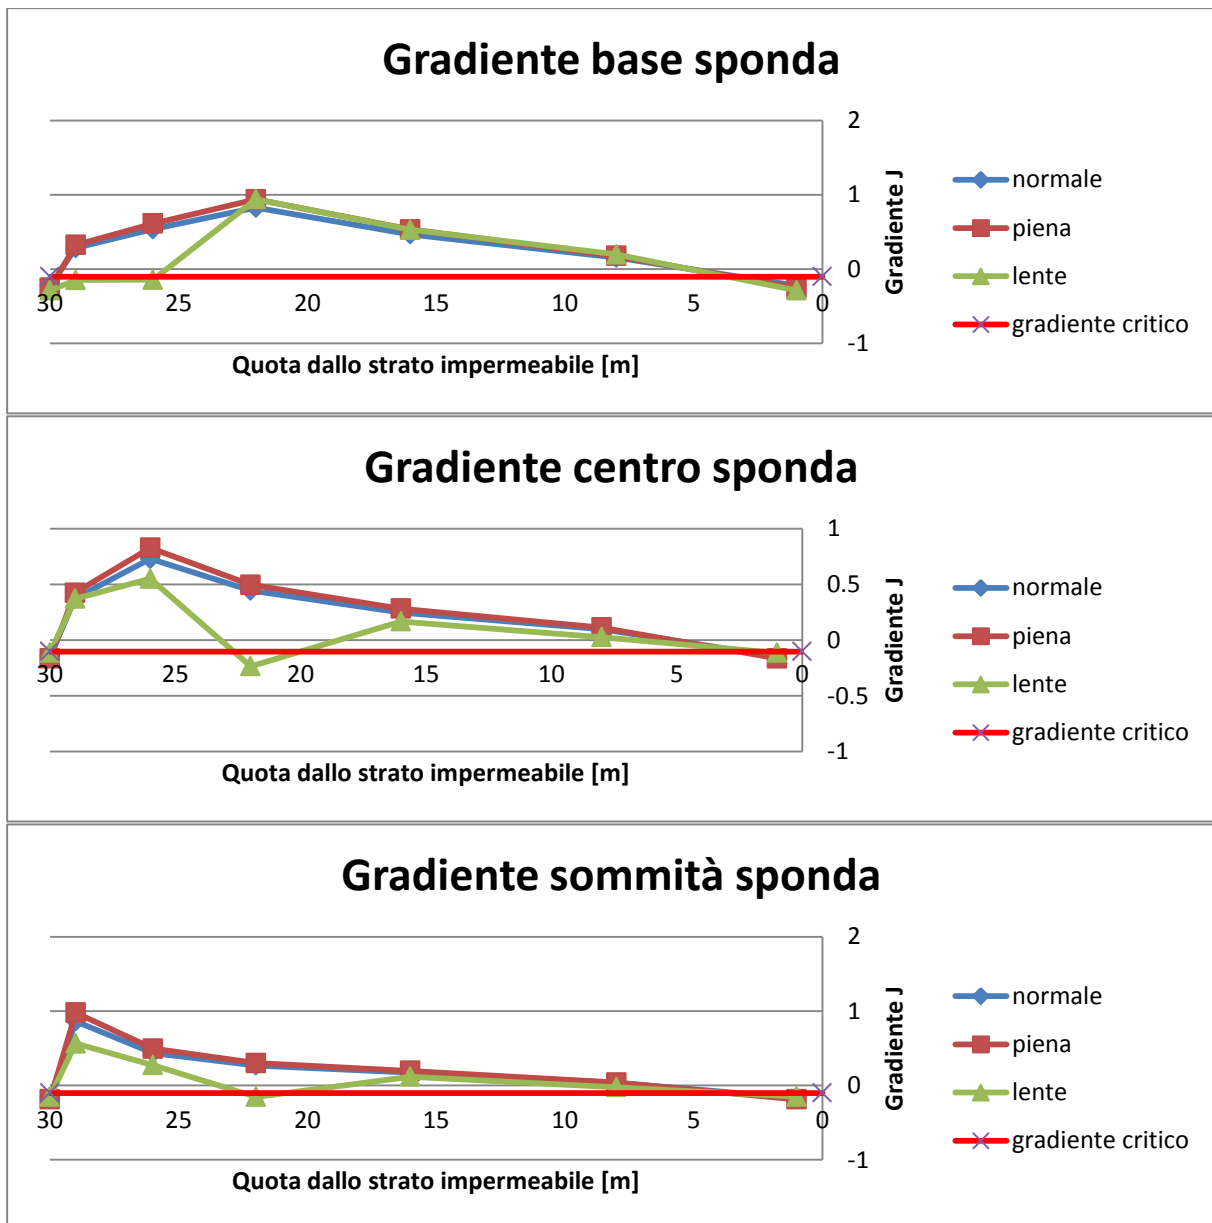 Gradiente base sponda
2
1
0
-1
30 25 20 15 10 5 0
Quota dallo strato impermeabile [m]
Gradiente J
normale
piena
lente
gradiente critico
Gradiente centro sponda
1
0.5
0
-0.5
-1
30 25 20 15 10 5 0
Quota dallo strato impermeabile [m]
Gradiente J
normale
piena
lente
gradiente critico
Gradiente sommità sponda
2
1
0
-1
30 25 20 15 10 5 0
Quota dallo strato impermeabile [m]
Gradiente J
normale
piena
lente
gradiente critico